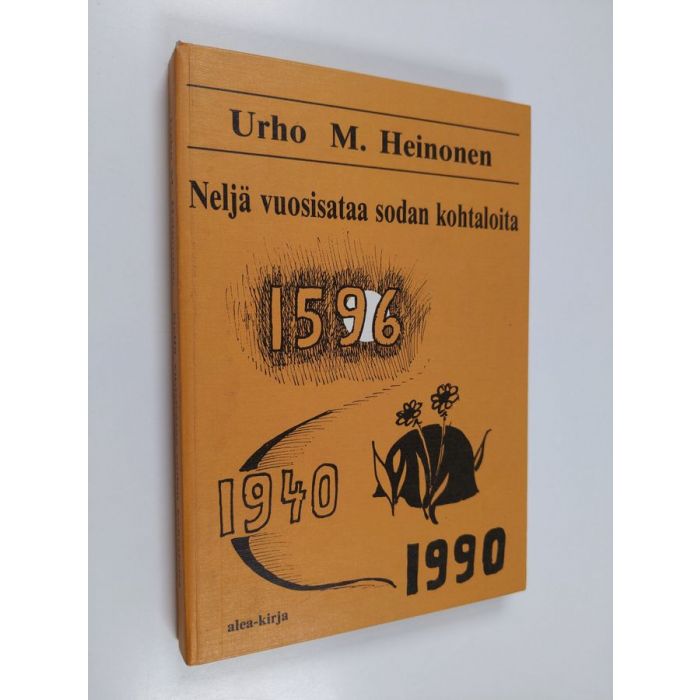 Urho M. Heinonen
Neljä vuosisataa sodan kohtaloita
1596
1940
1990
alea-kirja